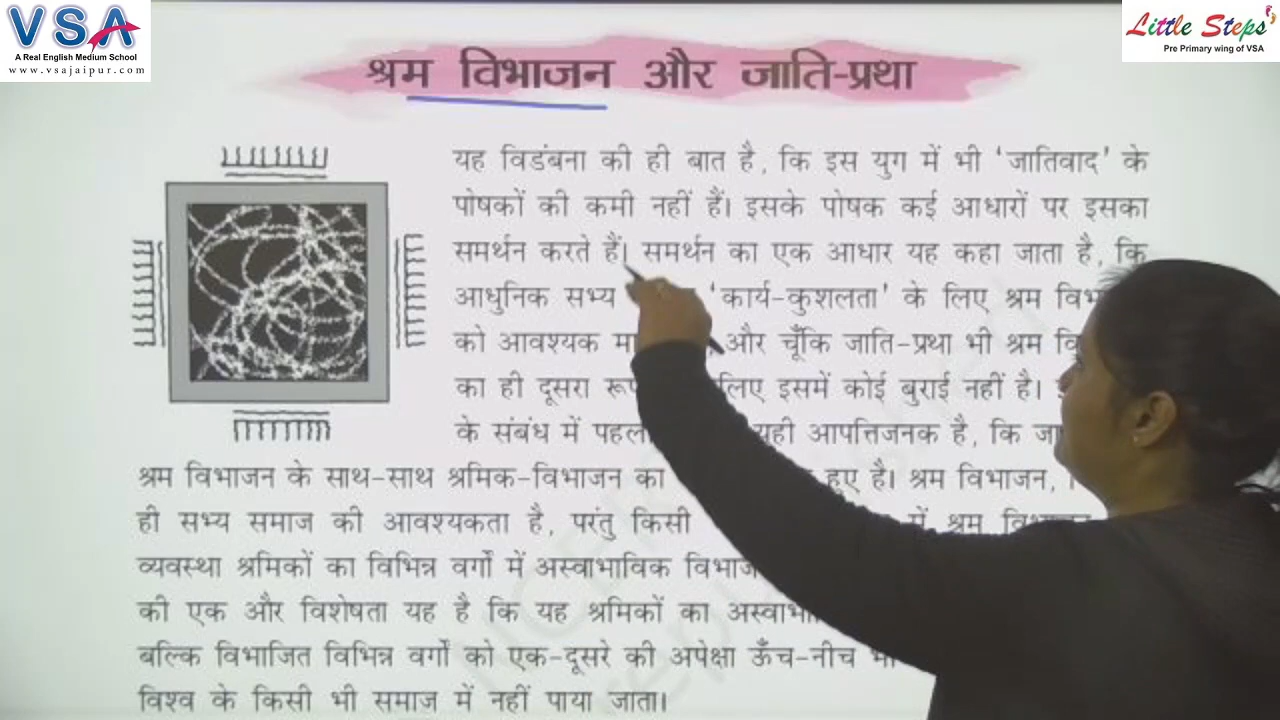 VSA
A Real English Medium School
www.vsajaipur.com
Little Steps
Pre Primary wing of VSA
श्रम विभाजन और जाति-प्रथा
यह विडंबना की ही बात है, कि इस युग में भी 'जातिवाद' के
पोषकों की कमी नहीं हैं। इसके पोषक कई आधारों पर इसका
समर्थन करते हैं। समर्थन का एक आधार यह कहा जाता है, कि
आधुनिक सभ्य 'कार्य-कुशलता' के लिए श्रम
को आवश्यक और चूँकि जाति-प्रथा भी श्रम
का ही दूसरा लिए इसमें कोई बुराई नहीं है।
के संबंध में यही आपत्तिजनक है, कि
श्रम विभाजन के साथ-साथ श्रमिक-विभाजन का हुए है। श्रम विभाजन,
ही सभ्य समाज की आवश्यकता है, परंतु किसी में श्रम
व्यवस्था श्रमिकों का विभिन्न वर्गों में अस्वाभाविक
की एक और विशेषता यह है कि यह श्रमिकों का
बल्कि विभाजित विभिन्न वर्गों को एक-दूसरे की अपेक्षा ऊँच-नीच
विश्व के किसी भी समाज में नहीं पाया जाता।